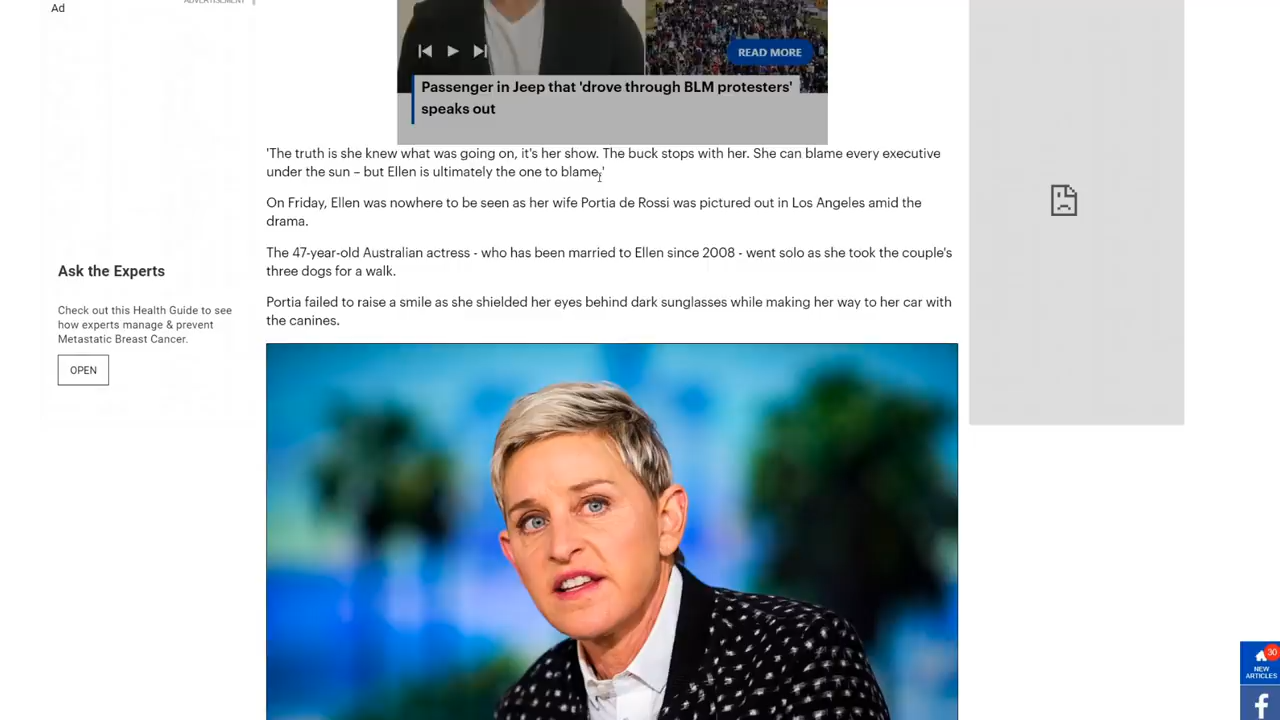 Ad
ADVERTISEMENT
READ MORE
Passenger in Jeep that 'drove through BLM protesters'
speaks out
'The truth is she knew what was going on, it's her show. The buck stops with her. She can blame every executive
under the sun – but Ellen is ultimately the one to blame.'
On Friday, Ellen was nowhere to be seen as her wife Portia de Rossi was pictured out in Los Angeles amid the
drama.
The 47-year-old Australian actress - who has been married to Ellen since 2008 - went solo as she took the couple's
three dogs for a walk.
Portia failed to raise a smile as she shielded her eyes behind dark sunglasses while making her way to her car with
the canines.
Ask the Experts
Check out this Health Guide to see
how experts manage & prevent
Metastatic Breast Cancer.
OPEN
30
NEW
ARTICLES